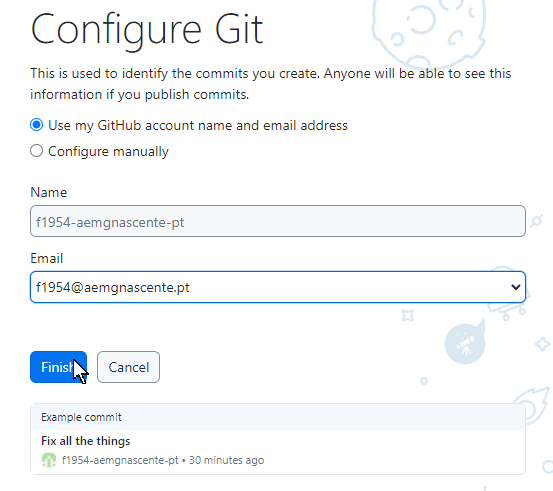 Configure Git
This is used to identify the commits you create. Anyone will be able to see this
information if you publish commits.
Use my GitHub account name and email address
Configure manually
Name
f1954-aemgnascente-pt
Email
f1954@aemgnascente.pt
Finish Cancel
Example commit
Fix all the things
f1954-aemgnascente-pt • 30 minutes ago